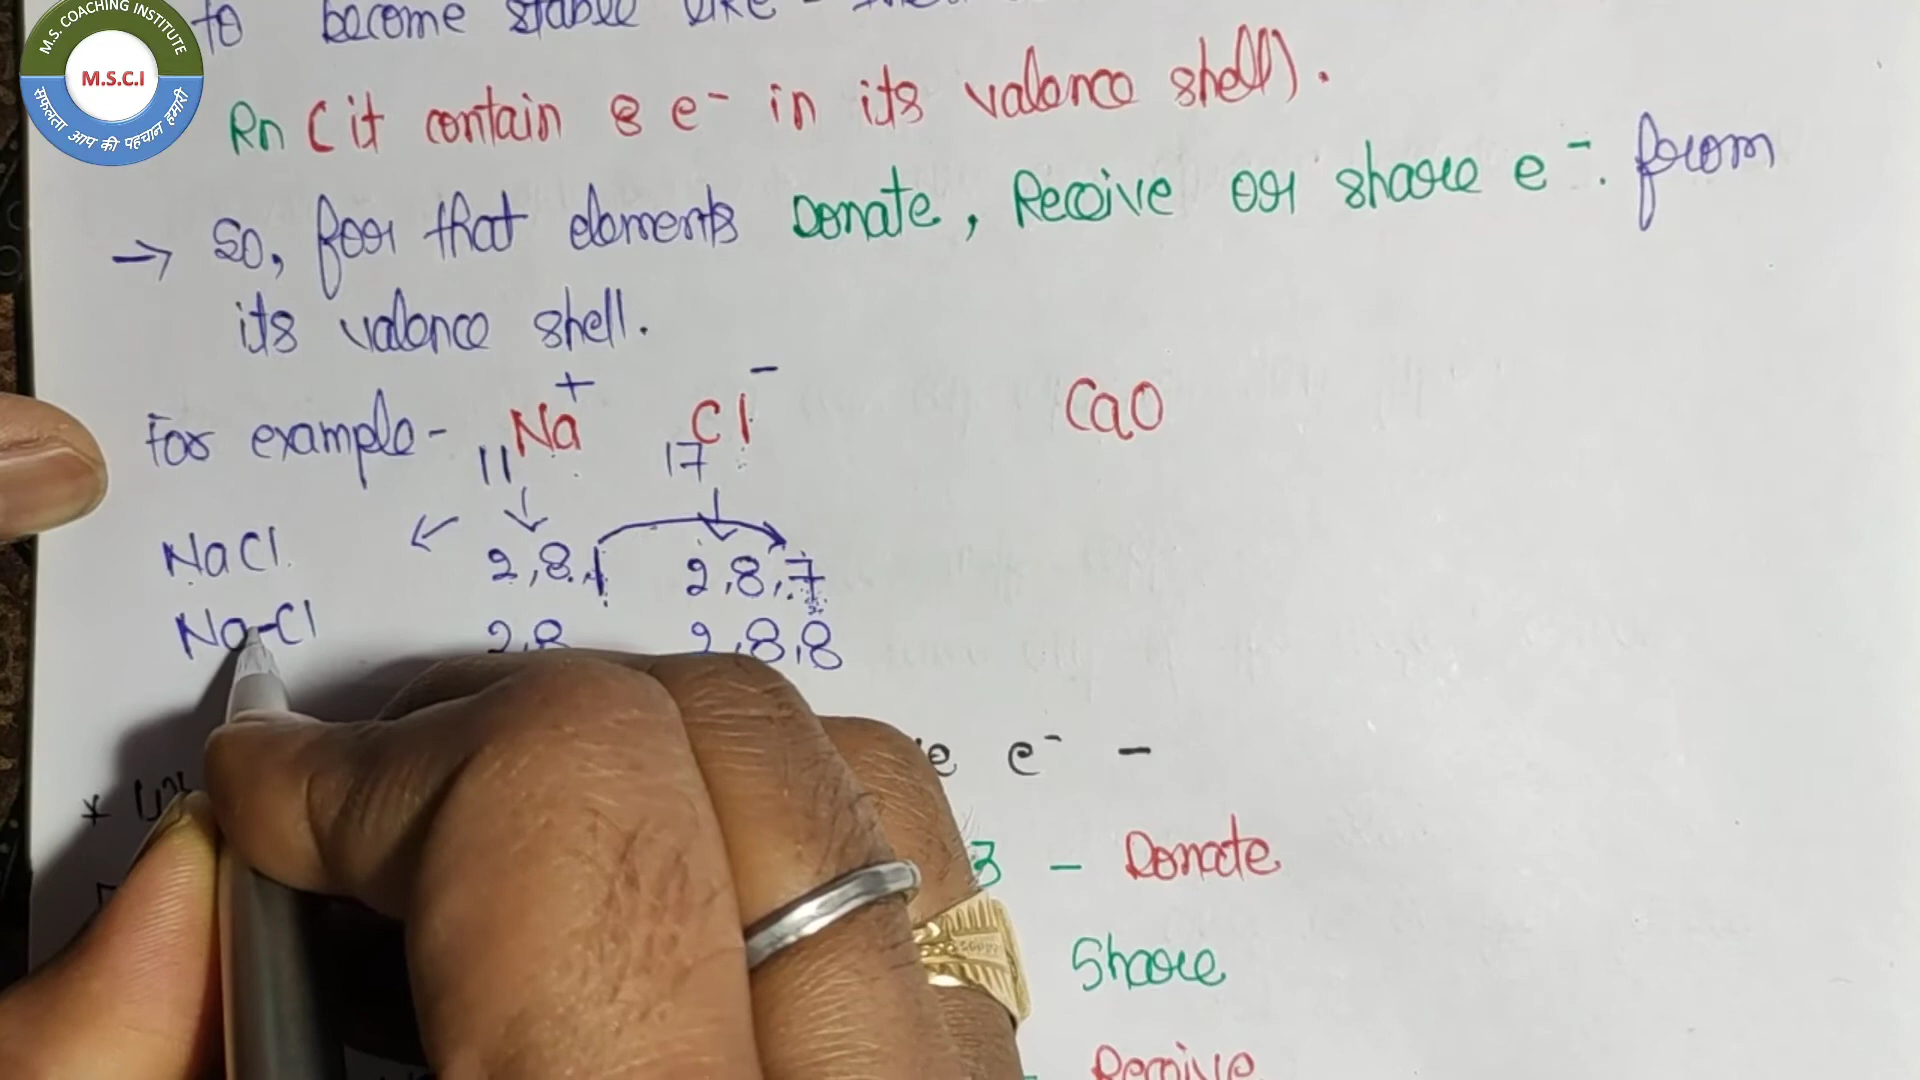 M.S. COACHING INSTITUTE
M.S.C.I
सफलता आप की पहचान हमारी
to become stable like -
Rn (it contain 8 e⁻ in its valence shell).
→ So, for that elements Donate, Receive or share e⁻. from
its valence shell.
For example - ₁₁Na⁺ ₁₇Cl⁻ CaO
NaCl ← 2,8,1 2,8,7
Na-Cl 2,8 2,8,8
* e⁻ -
3 - Donate
Share
- Receive